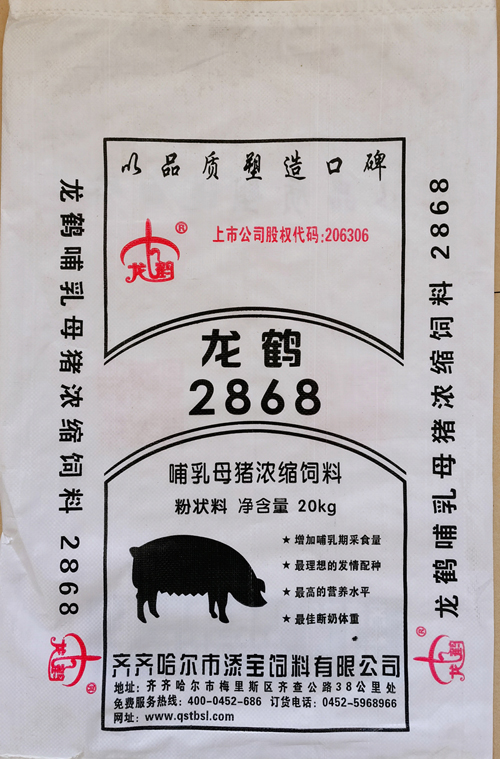 以品质塑造口碑
龙鹤
®
上市公司股权代码:206306
龙鹤
2868
哺乳母猪浓缩饲料
粉状料 净含量 20kg
★增加哺乳期采食量
★最理想的发情配种
★最高的营养水平
★最佳断奶体重
齐齐哈尔市添宝饲料有限公司
地址: 齐齐哈尔市梅里斯区齐查公路38公里处
免费服务热线: 400-0452-686 订货电话: 0452-5968966
网址: www.qstbsl.com
龙鹤哺乳母猪浓缩饲料 2868
龙鹤
®
龙鹤哺乳母猪浓缩饲料 2868
龙鹤
®